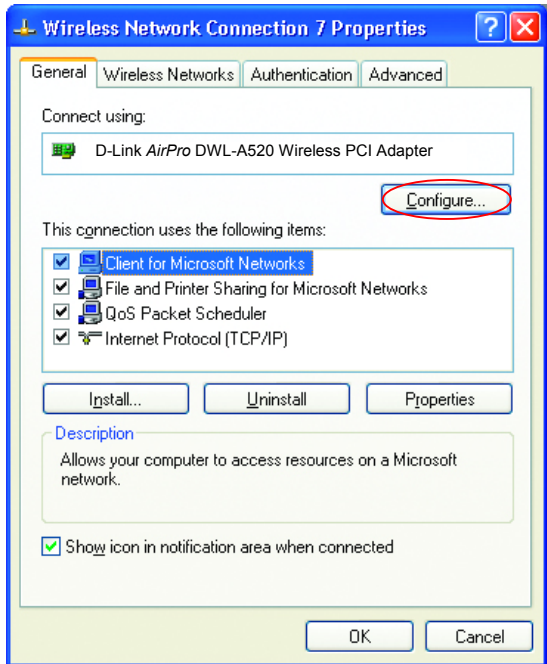 Wireless Network Connection 7 Properties
General Wireless Networks Authentication Advanced
Connect using:
D-Link AirPro DWL-A520 Wireless PCI Adapter
Configure...
This connection uses the following items:
Client for Microsoft Networks
File and Printer Sharing for Microsoft Networks
QoS Packet Scheduler
Internet Protocol (TCP/IP)
Install... Uninstall Properties
Description
Allows your computer to access resources on a Microsoft
network.
Show icon in notification area when connected
OK Cancel